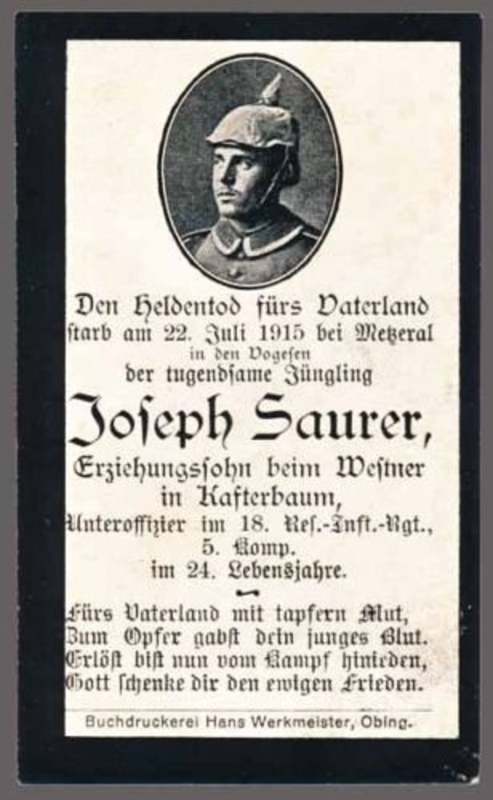 Den Heldentod fürs Vaterland
starb am 22. Juli 1915 bei Metzeral
in den Vogesen
der tugendsame Jüngling
Joseph Saurer,
Erziehungssohn beim Westner
in Kafterbaum,
Unteroffizier im 18. Res.-Inft.-Rgt.,
5. Komp.
im 24. Lebensjahre.
Fürs Vaterland mit tapfern Mut,
Zum Opfer gabst dein junges Blut.
Erlöst bist nun vom Kampf hinieden,
Gott schenke dir den ewigen Frieden.
Buchdruckerei Hans Werkmeister, Obing.